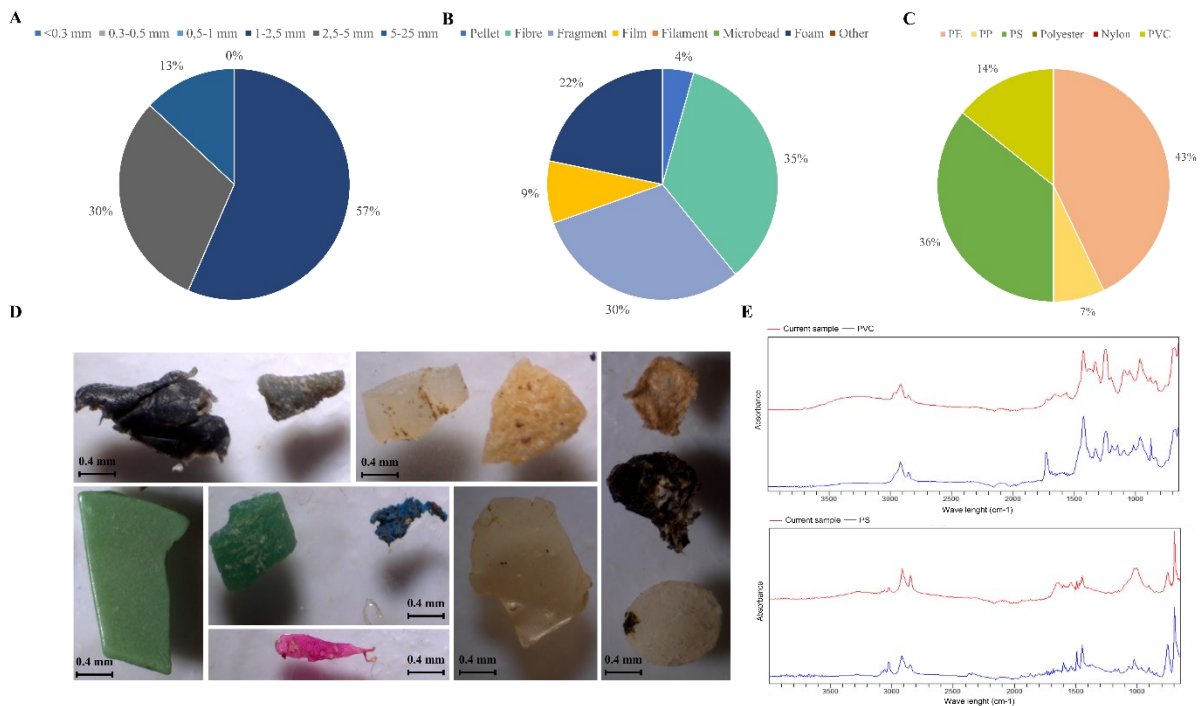 A
<0.3 mm 0.3-0.5 mm 0,5-1 mm 1-2,5 mm 2,5-5 mm 5-25 mm
0%
13%
30%
57%
B
Pellet Fibre Fragment Film Filament Microbead Foam Other
4%
22%
35%
9%
30%
C
PE PP PS Polyester Nylon PVC
14%
43%
36%
7%
D
0.4 mm
0.4 mm
0.4 mm
0.4 mm
0.4 mm
0.4 mm
0.4 mm
E
Current sample PVC
Absorbance
3500 3000 2500 2000 1500 1000
Wave lenght (cm-1)
Current sample PS
Absorbance
3500 3000 2500 2000 1500 1000
Wave lenght (cm-1)